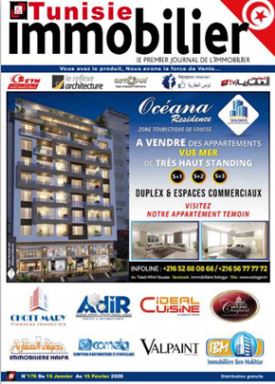 Tunisie
immobilier
LE PREMIER JOURNAL DE L'IMMOBILIER
Vous avez le produit, Nous avons la force de Vente...
le reflexe
architecture
Océana
Residence
SOLOBAT
ZONE TOURISTIQUE DE SOUSSE
A VENDRE DES APPARTEMENTS
VUE MER
DE TRÈS HAUT STANDING
S+1 S+2 S+3
DUPLEX & ESPACES COMMERCIAUX
VISITEZ
NOTRE APPARTEMENT TEMOIN
INFOLINE : +216 52 88 08 66 / +216 56 77 77 72
CHOTT MARY
AdiR
iDEAL
CUiSiNE
IMMOBILIERE HAIFA
VALPAINT
IBM
Immobilière Ben Mokhtar
N°176 Du 15 Janvier Au 15 Février 2020
Distribution gratuite